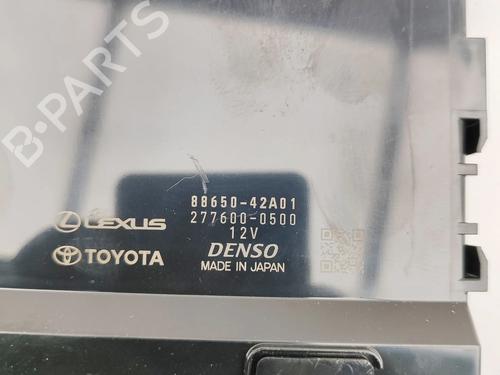 B-PARTS
88650-42A01
277600-0500
12V
LEXUS
TOYOTA
DENSO
MADE IN JAPAN